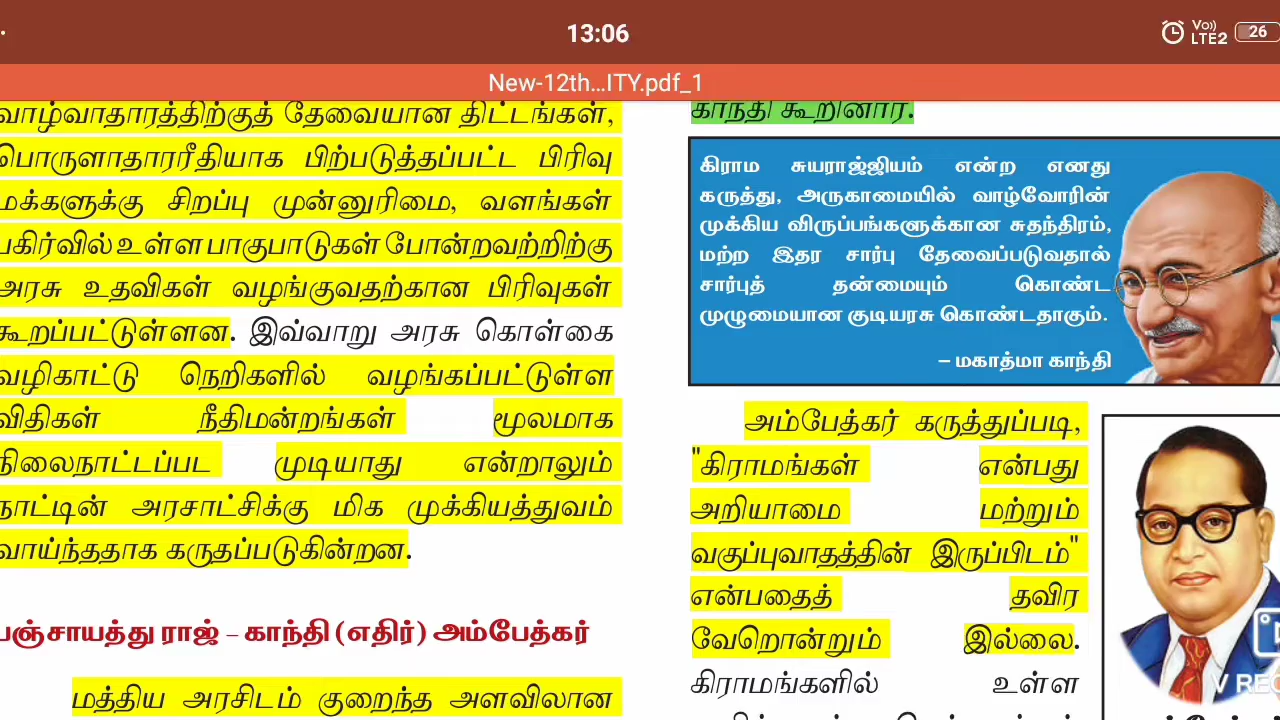 13:06
Vo))
LTE2
26
New-12th...ITY.pdf_1
வாழ்வாதாரத்திற்குத் தேவையான திட்டங்கள்,
பொருளாதாரரீதியாக பிற்படுத்தப்பட்ட பிரிவு
மக்களுக்கு சிறப்பு முன்னுரிமை, வளங்கள்
பகிர்வில் உள்ள பாகுபாடுகள் போன்றவற்றிற்கு
அரசு உதவிகள் வழங்குவதற்கான பிரிவுகள்
கூறப்பட்டுள்ளன. இவ்வாறு அரசு கொள்கை
வழிகாட்டு நெறிகளில் வழங்கப்பட்டுள்ள
விதிகள் நீதிமன்றங்கள் மூலமாக
நிலைநாட்டப்பட முடியாது என்றாலும்
நாட்டின் அரசாட்சிக்கு மிக முக்கியத்துவம்
வாய்ந்ததாக கருதப்படுகின்றன.
பஞ்சாயத்து ராஜ் – காந்தி (எதிர்) அம்பேத்கர்
மத்திய அரசிடம் குறைந்த அளவிலான
காந்தி கூறினார்.
கிராம சுயராஜ்ஜியம் என்ற எனது
கருத்து, அருகாமையில் வாழ்வோரின்
முக்கிய விருப்பங்களுக்கான சுதந்திரம்,
மற்ற இதர சார்பு தேவைப்படுவதால்
சார்புத் தன்மையும் கொண்ட
முழுமையான குடியரசு கொண்டதாகும்.
– மகாத்மா காந்தி
அம்பேத்கர் கருத்துப்படி,
"கிராமங்கள் என்பது
அறியாமை மற்றும்
வகுப்புவாதத்தின் இருப்பிடம்"
என்பதைத் தவிர
வேறொன்றும் இல்லை.
கிராமங்களில் உள்ள